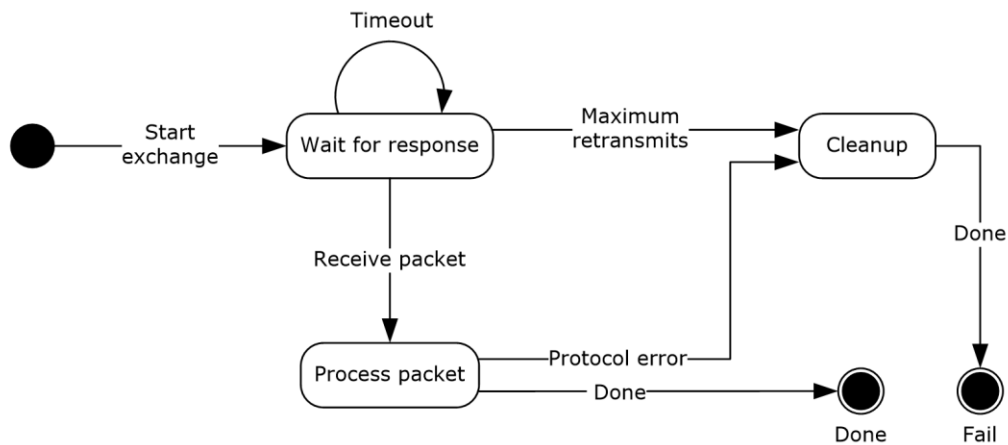 Timeout
Start
exchange
Wait for response
Maximum
retransmits
Cleanup
Receive packet
Done
Process packet
Protocol error
Done
Done
Fail